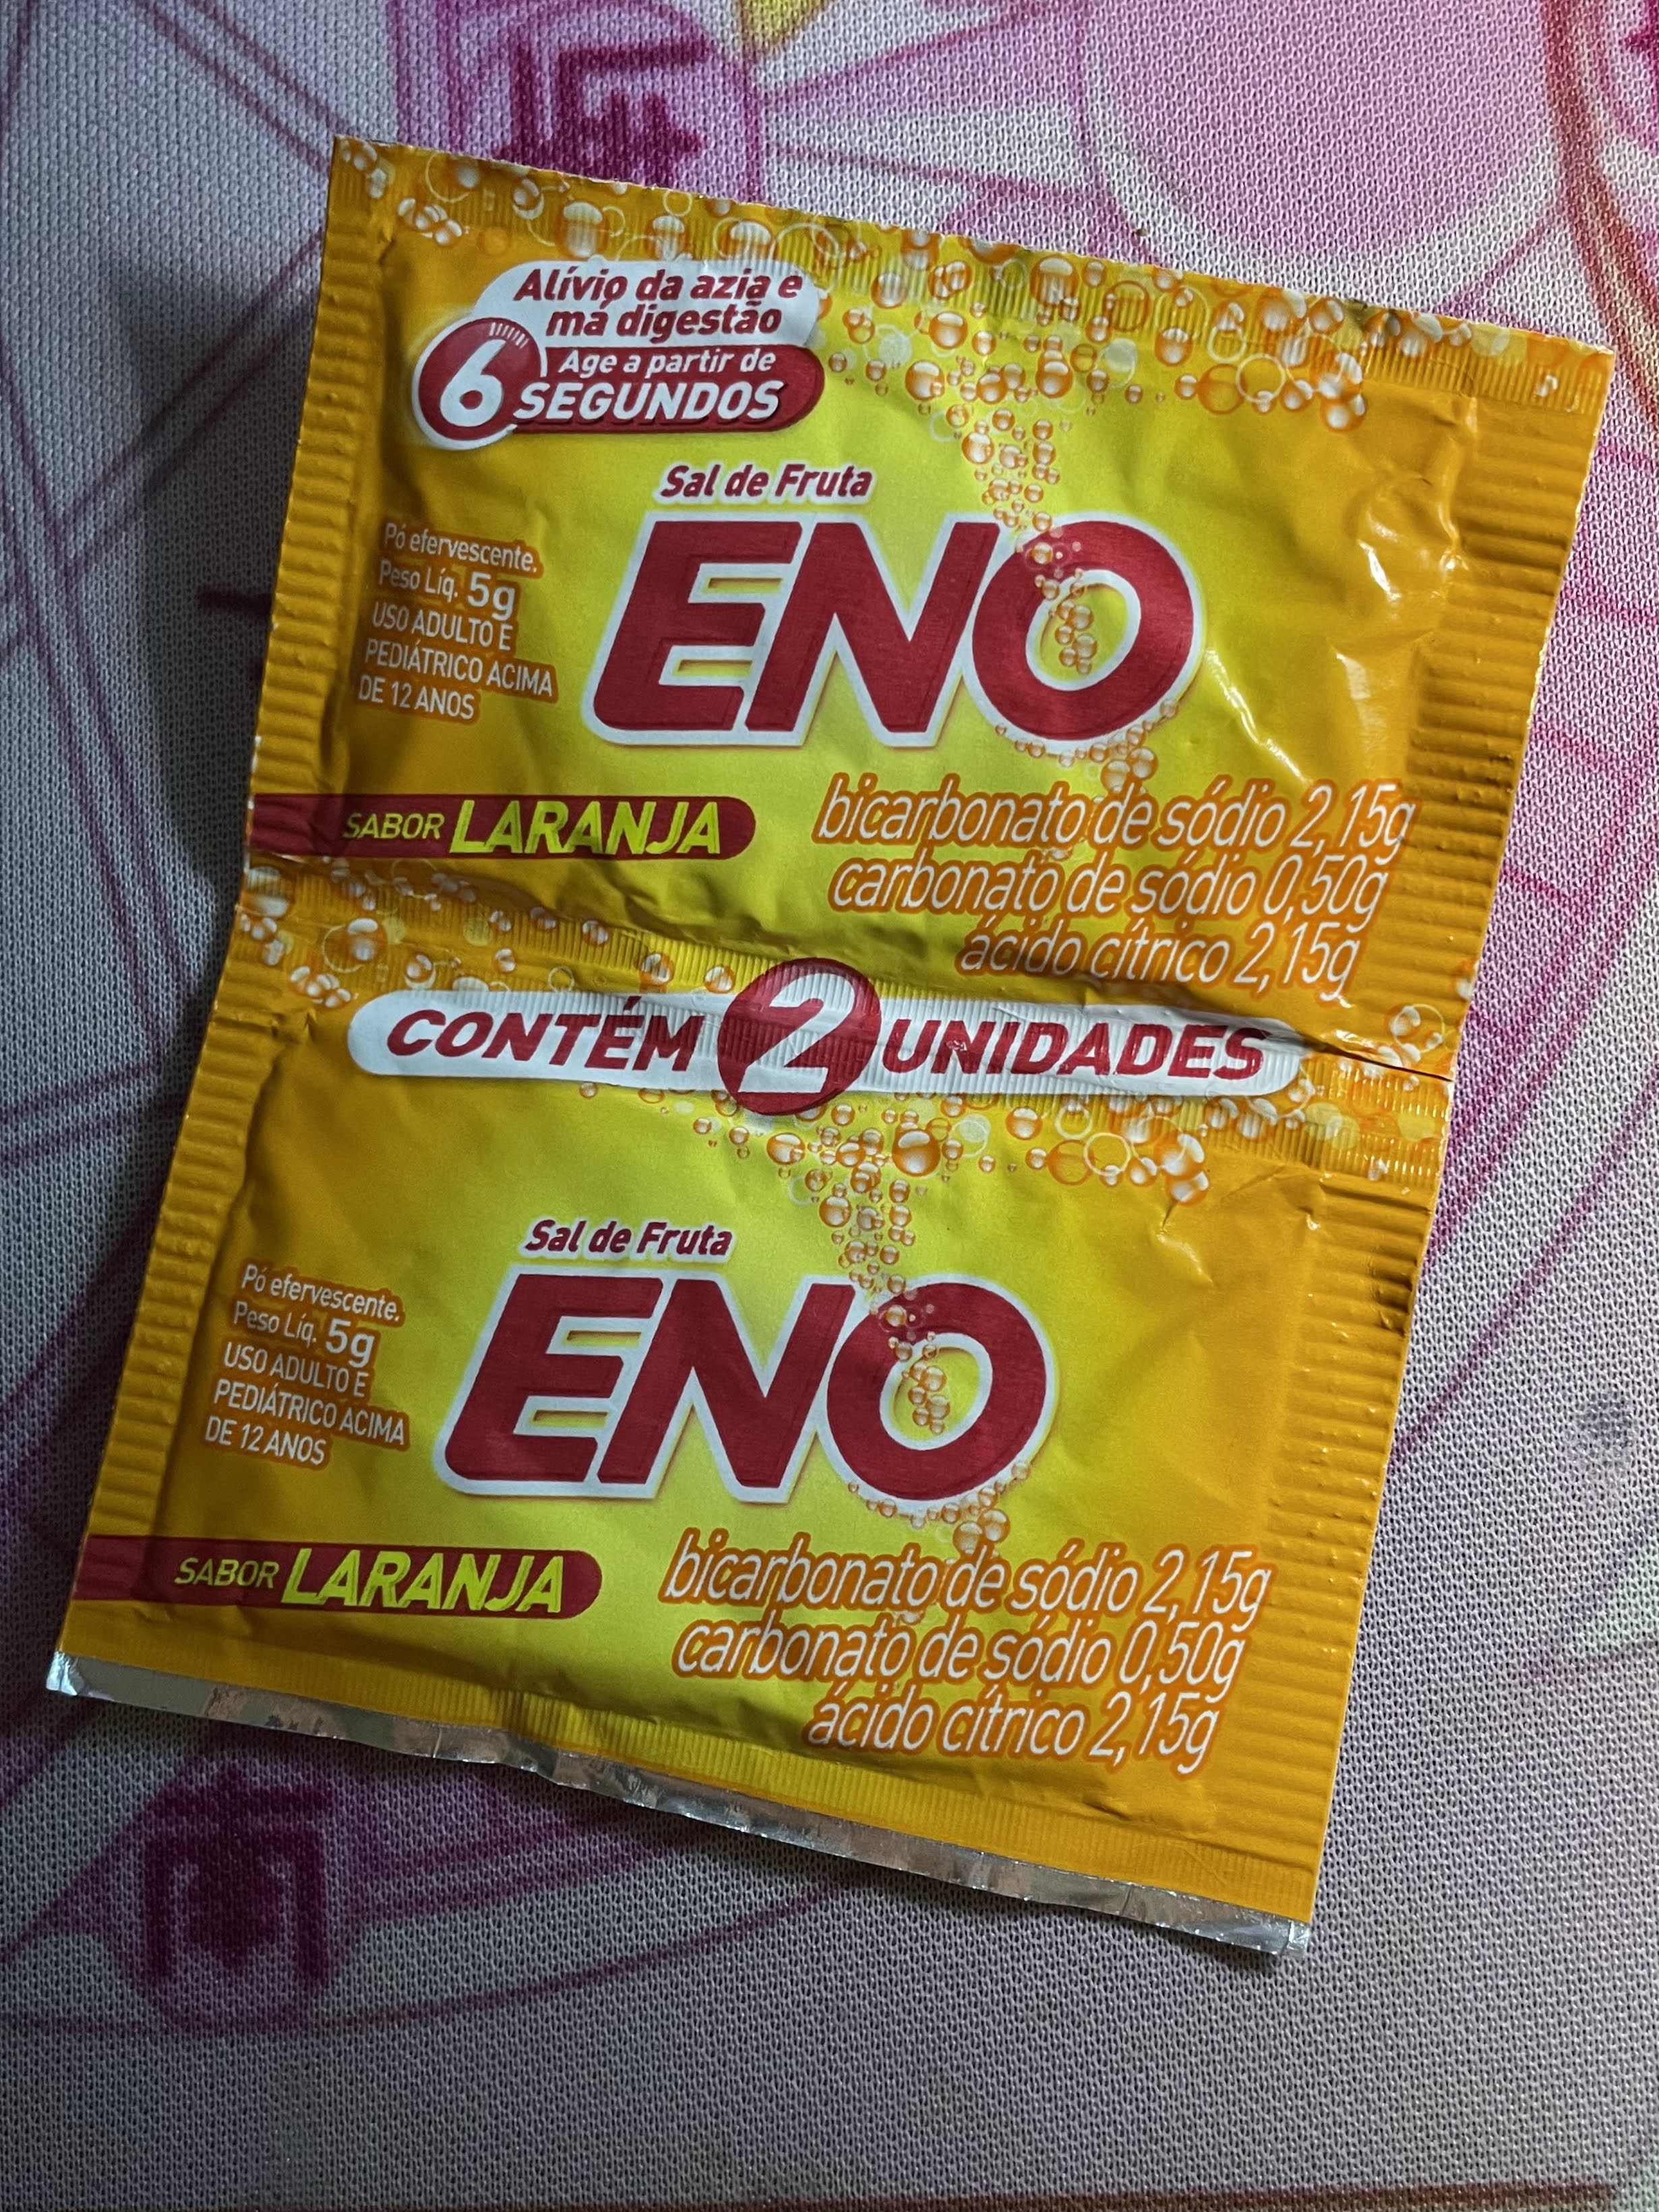 Alívio da azia e
má digestão
6
Age a partir de
SEGUNDOS
Sal de Fruta
ENO
Pó efervescente.
Peso Líq. 5g
USO ADULTO E
PEDIÁTRICO ACIMA
DE 12 ANOS
SABOR LARANJA
bicarbonato de sódio 2,15g
carbonato de sódio 0,50g
ácido cítrico 2,15g
CONTÉM 2 UNIDADES
Sal de Fruta
ENO
Pó efervescente.
Peso Líq. 5g
USO ADULTO E
PEDIÁTRICO ACIMA
DE 12 ANOS
SABOR LARANJA
bicarbonato de sódio 2,15g
carbonato de sódio 0,50g
ácido cítrico 2,15g